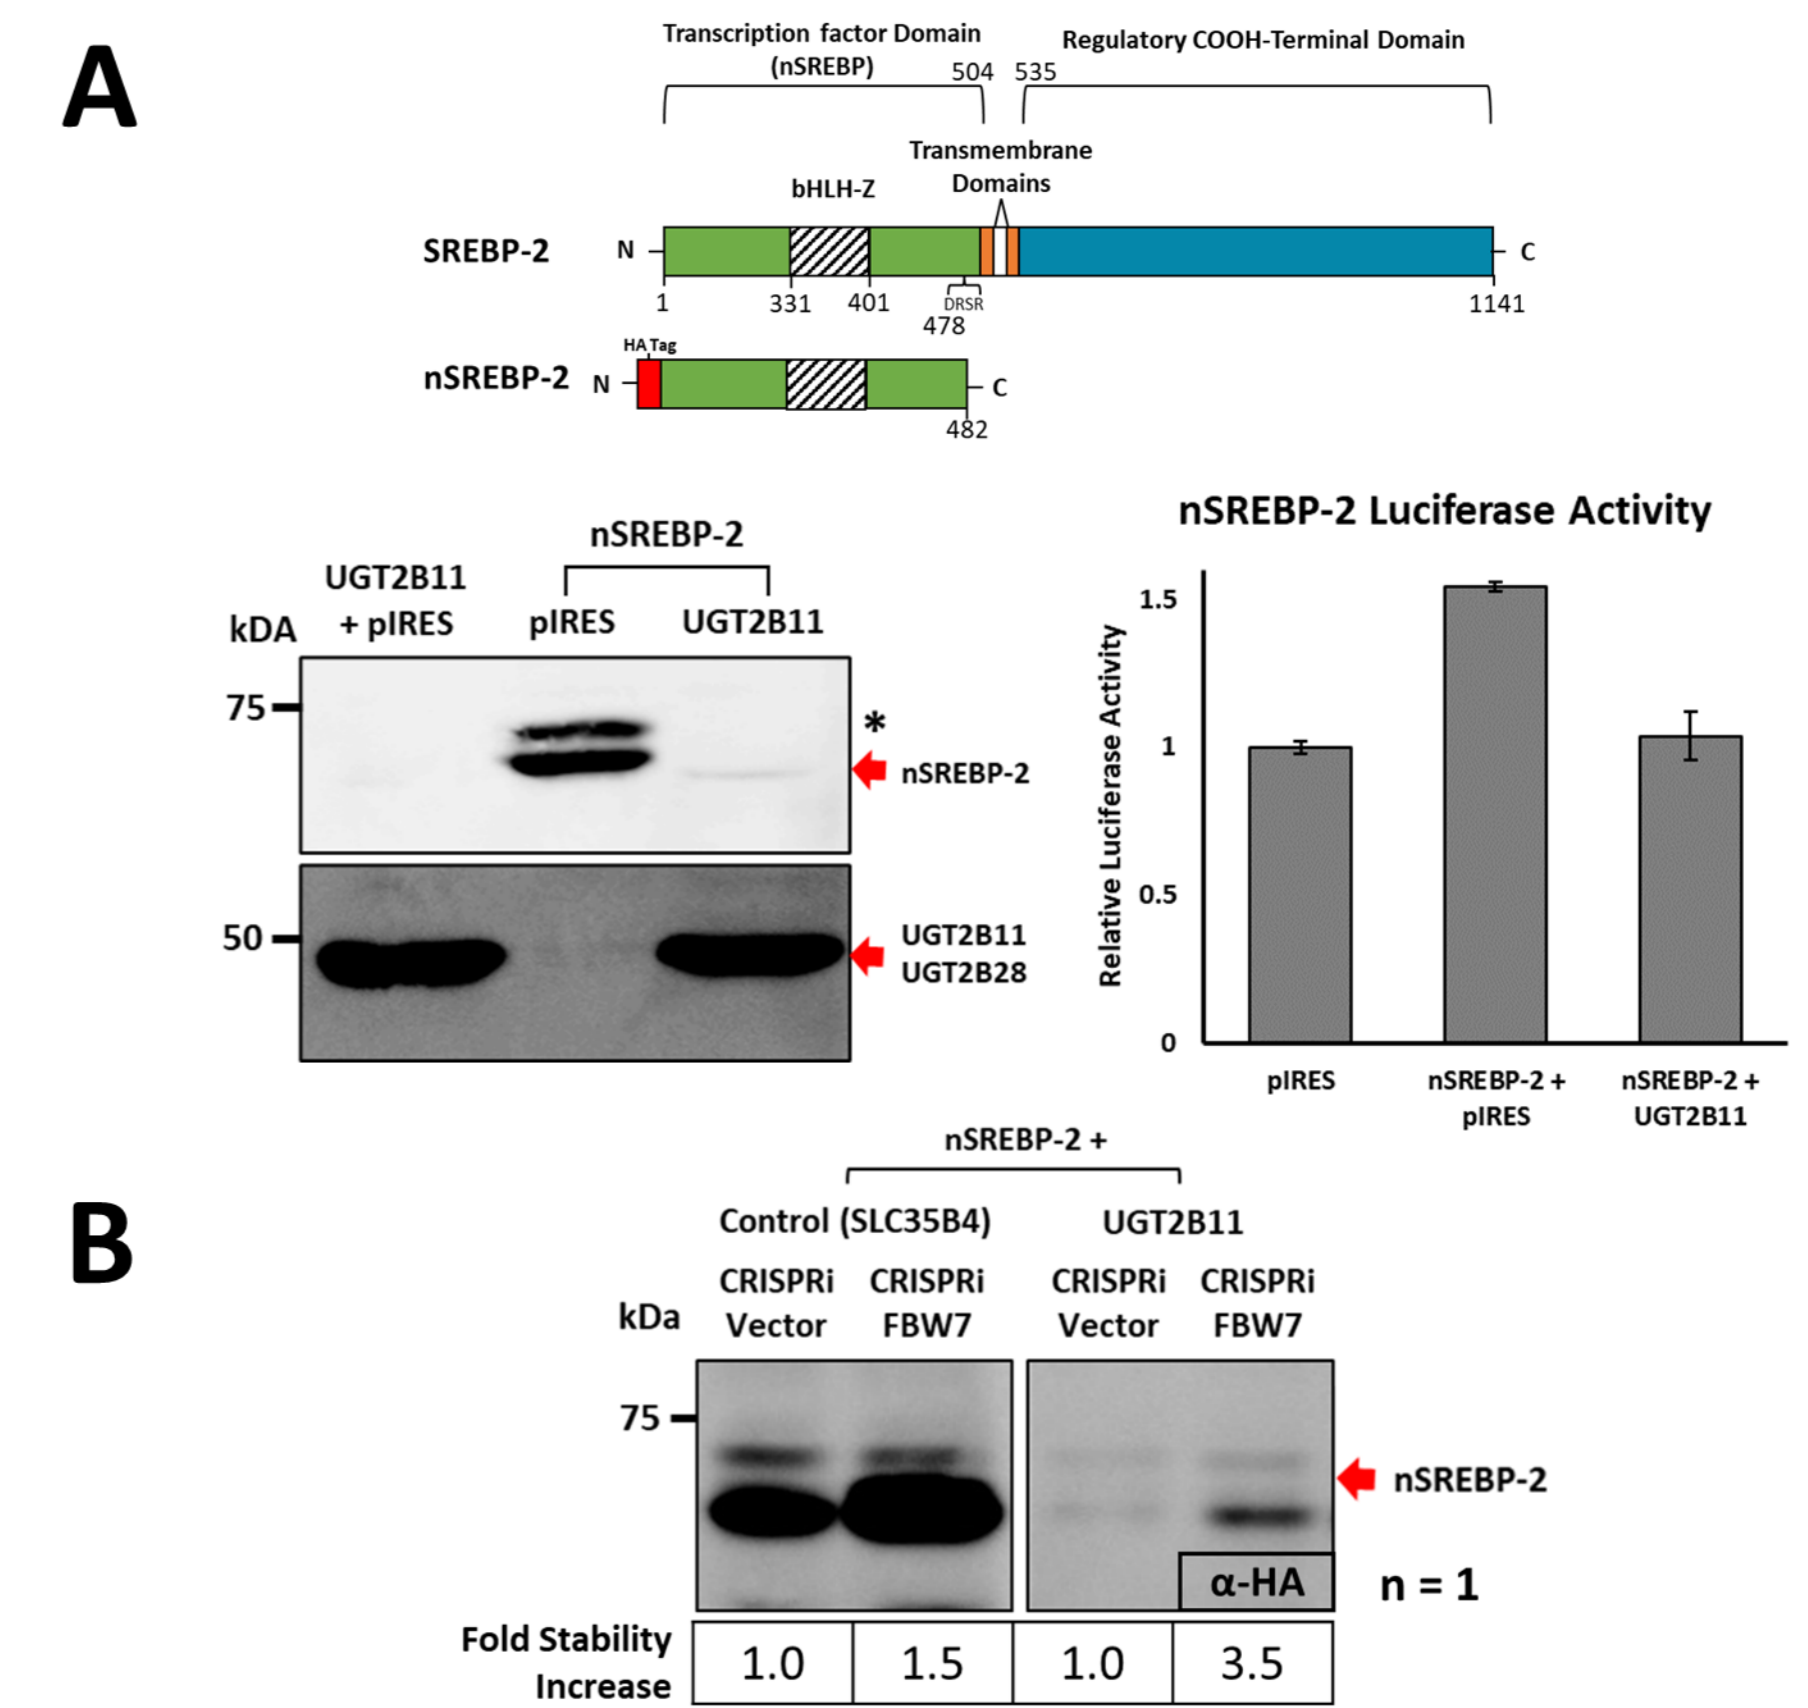 A
Transcription factor Domain
(nSREBP)
Regulatory COOH-Terminal Domain
504 535
Transmembrane
Domains
bHLH-Z
SREBP-2
N
C
1
331
401
DRSR
478
1141
HA Tag
nSREBP-2
N
C
482
nSREBP-2
UGT2B11
+ pIRES
pIRES
UGT2B11
kDA
75
*
nSREBP-2
50
UGT2B11
UGT2B28
nSREBP-2 Luciferase Activity
Relative Luciferase Activity
1.5
1
0.5
0
pIRES
nSREBP-2 +
pIRES
nSREBP-2 +
UGT2B11
B
nSREBP-2 +
Control (SLC35B4)
UGT2B11
CRISPRi
Vector
CRISPRi
FBW7
CRISPRi
Vector
CRISPRi
FBW7
kDa
75
nSREBP-2
α-HA
n = 1
Fold Stability
Increase
1.0
1.5
1.0
3.5